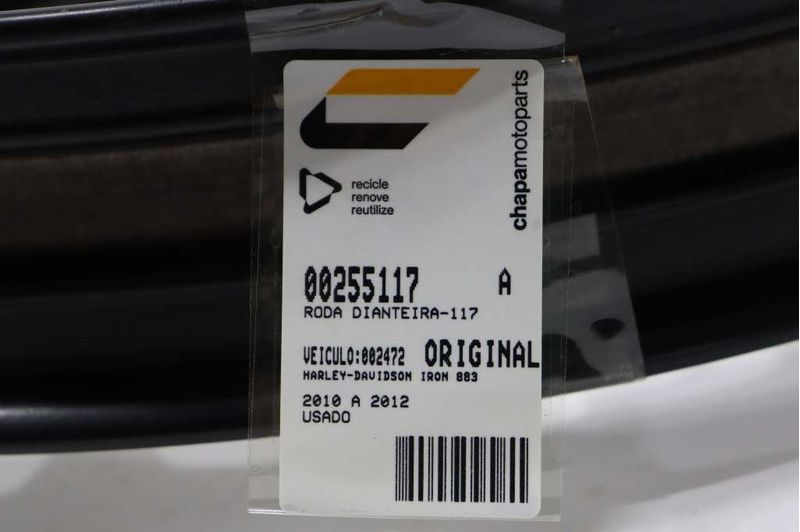 chapamotoparts
recicle
renove
reutilize
00255117 A
RODA DIANTEIRA-117
VEICULO:002472 ORIGINAL
HARLEY-DAVIDSON IRON 883
2010 A 2012
USADO